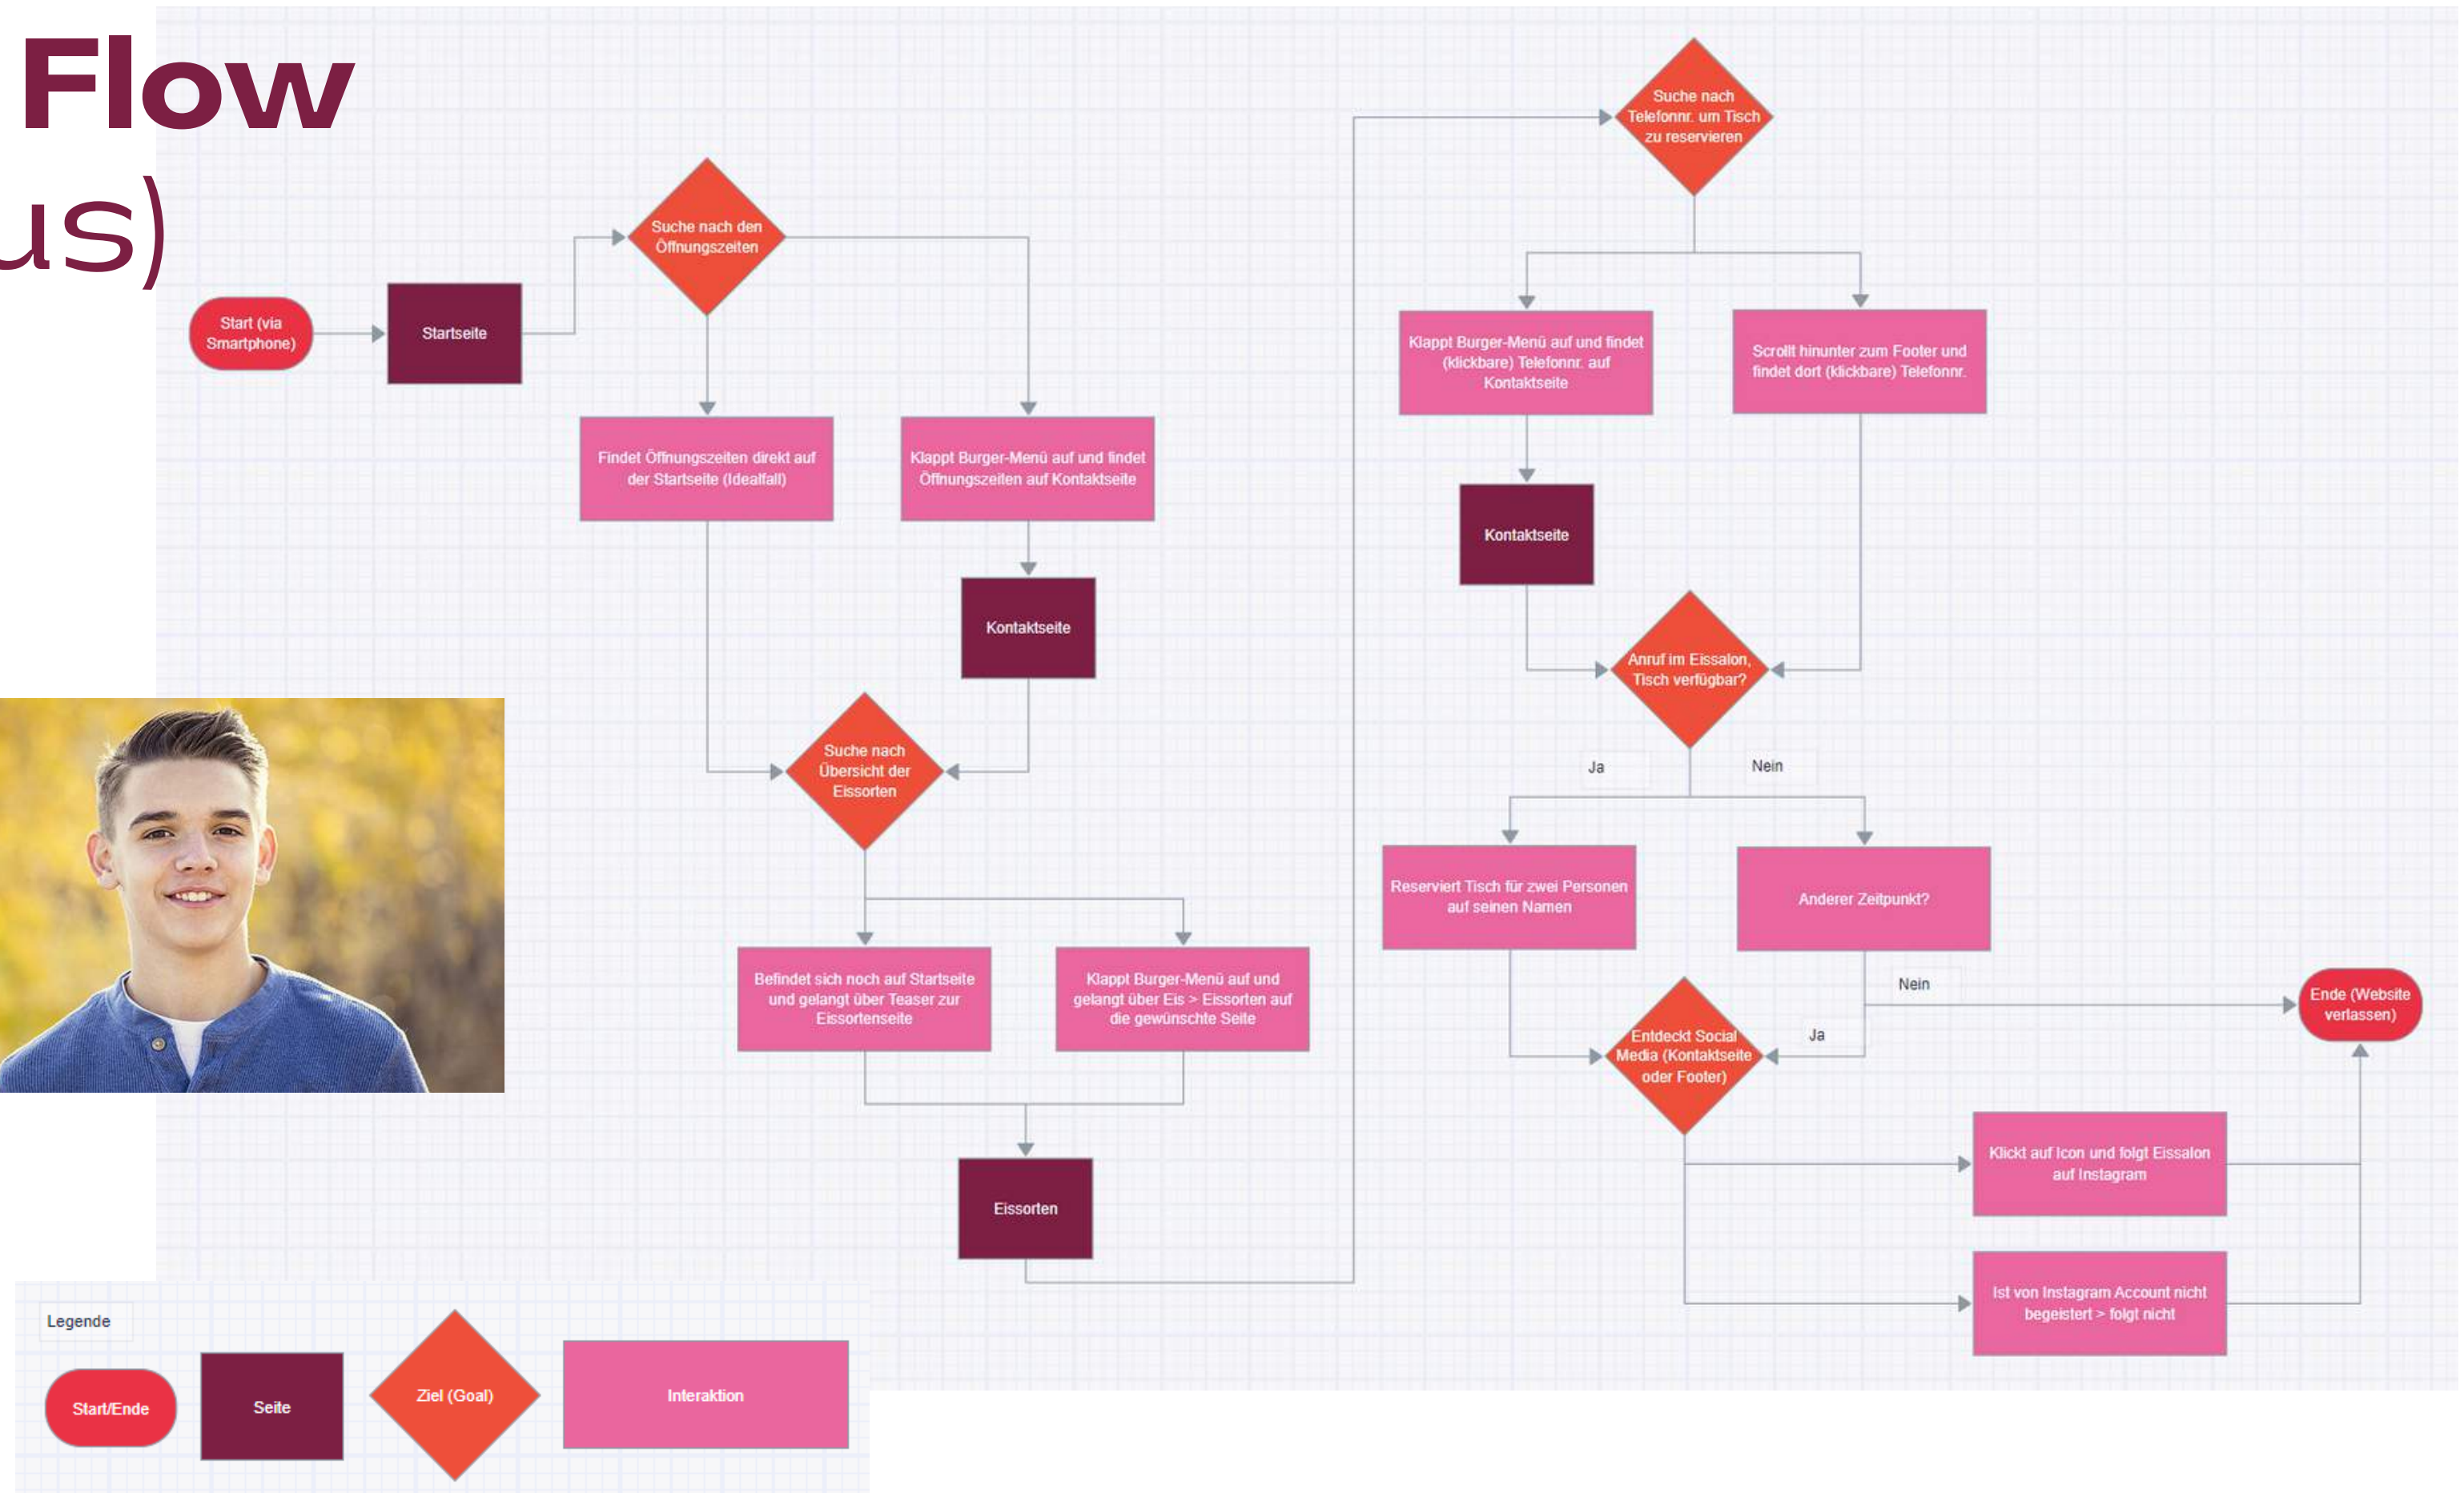 Flow
us)
Start (via
Smartphone)
Startseite
Suche nach den
Öffnungszeiten
Findet Öffnungszeiten direkt auf
der Startseite (Idealfall)
Klappt Burger-Menü auf und findet
Öffnungszeiten auf Kontaktseite
Kontaktseite
Suche nach
Übersicht der
Eissorten
Befindet sich noch auf Startseite
und gelangt über Teaser zur
Eissortenseite
Klappt Burger-Menü auf und
gelangt über Eis > Eissorten auf
die gewünschte Seite
Eissorten
Suche nach
Telefonnr. um Tisch
zu reservieren
Klappt Burger-Menü auf und findet
(klickbare) Telefonnr. auf
Kontaktseite
Scrollt hinunter zum Footer und
findet dort (klickbare) Telefonnr.
Kontaktseite
Anruf im Eissalon,
Tisch verfügbar?
Ja
Nein
Reserviert Tisch für zwei Personen
auf seinen Namen
Anderer Zeitpunkt?
Nein
Ja
Entdeckt Social
Media (Kontaktseite
oder Footer)
Ende (Website
verlassen)
Klickt auf Icon und folgt Eissalon
auf Instagram
Ist von Instagram Account nicht
begeistert > folgt nicht
Legende
Start/Ende
Seite
Ziel (Goal)
Interaktion